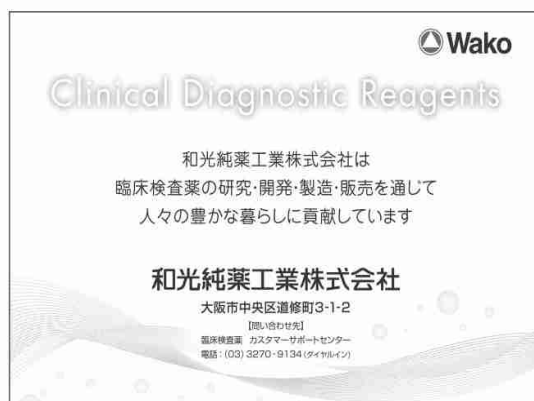 Wako
Clinical Diagnostic Reagents
和光純薬工業株式会社は
臨床検査薬の研究・開発・製造・販売を通じて
人々の豊かな暮らしに貢献しています
和光純薬工業株式会社
大阪市中央区道修町3-1-2
【問い合わせ先】
臨床検査薬 カスタマーサポートセンター
電話：(03) 3270-9134(ダイヤルイン)